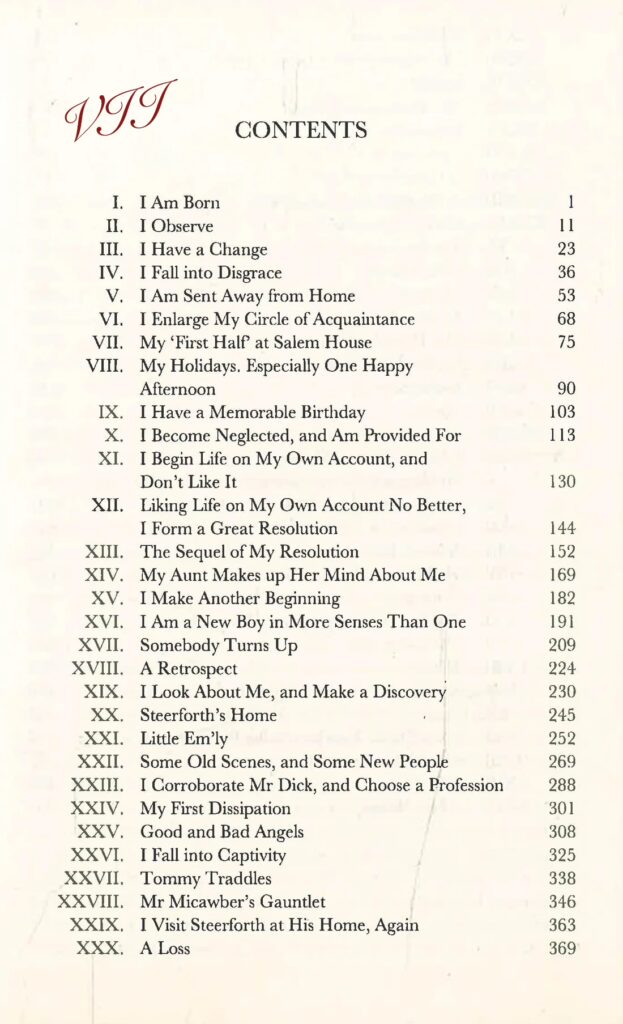 VII
CONTENTS
I. I Am Born 1
II. I Observe 11
III. I Have a Change 23
IV. I Fall into Disgrace 36
V. I Am Sent Away from Home 53
VI. I Enlarge My Circle of Acquaintance 68
VII. My ‘First Half’ at Salem House 75
VIII. My Holidays. Especially One Happy
Afternoon 90
IX. I Have a Memorable Birthday 103
X. I Become Neglected, and Am Provided For 113
XI. I Begin Life on My Own Account, and
Don’t Like It 130
XII. Liking Life on My Own Account No Better,
I Form a Great Resolution 144
XIII. The Sequel of My Resolution 152
XIV. My Aunt Makes up Her Mind About Me 169
XV. I Make Another Beginning 182
XVI. I Am a New Boy in More Senses Than One 191
XVII. Somebody Turns Up 209
XVIII. A Retrospect 224
XIX. I Look About Me, and Make a Discovery 230
XX. Steerforth’s Home 245
XXI. Little Em’ly 252
XXII. Some Old Scenes, and Some New People 269
XXIII. I Corroborate Mr Dick, and Choose a Profession 288
XXIV. My First Dissipation 301
XXV. Good and Bad Angels 308
XXVI. I Fall into Captivity 325
XXVII. Tommy Traddles 338
XXVIII. Mr Micawber’s Gauntlet 346
XXIX. I Visit Steerforth at His Home, Again 363
XXX. A Loss 369